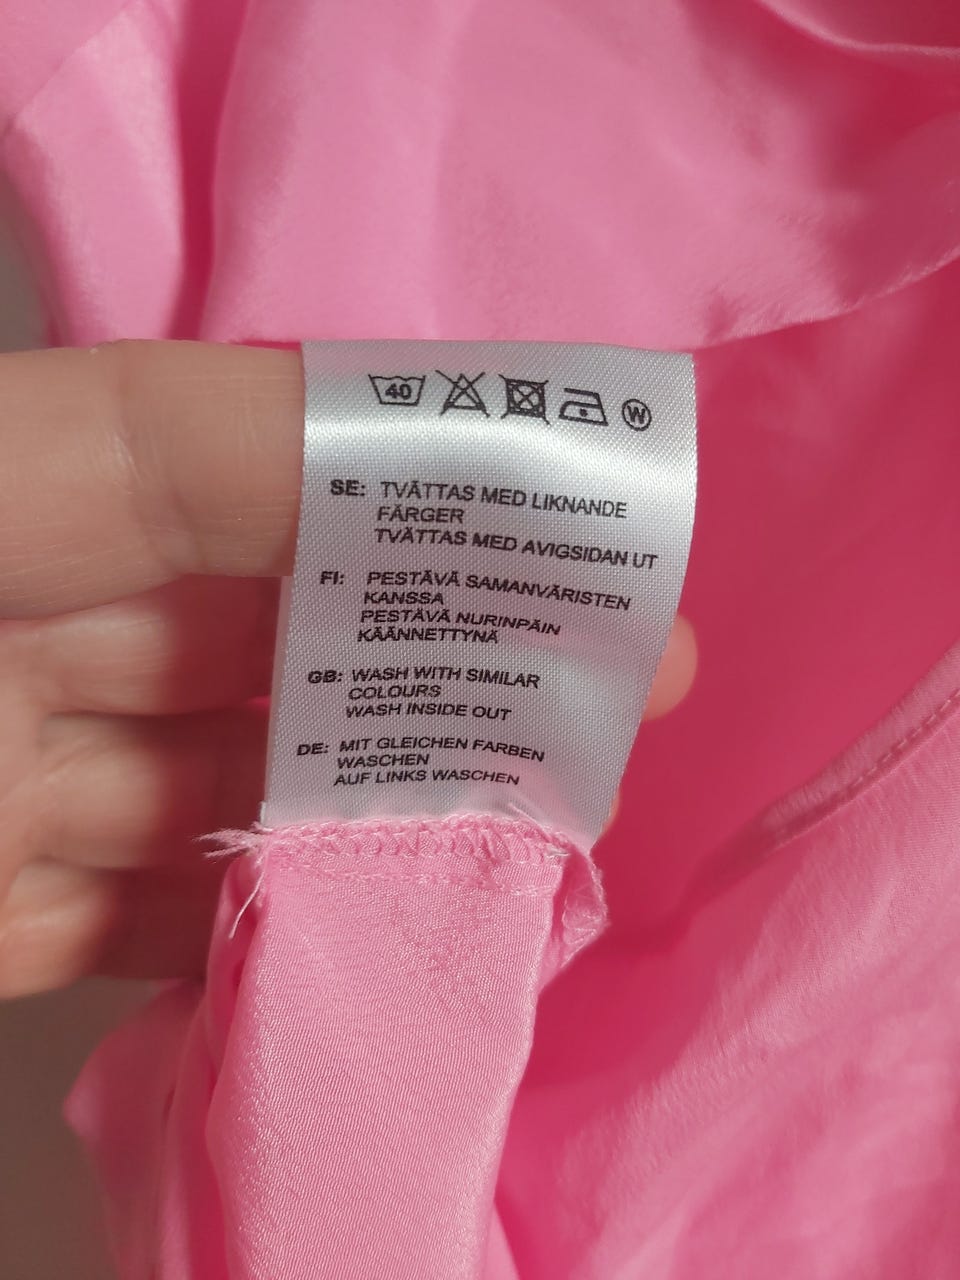 40 W
SE: TVÄTTAS MED LIKNANDE
FÄRGER
TVÄTTAS MED AVIGSIDAN UT
FI: PESTÄVÄ SAMANVÄRISTEN
KANSSA
PESTÄVÄ NURINPÄIN
KÄÄNNETTYNÄ
GB: WASH WITH SIMILAR
COLOURS
WASH INSIDE OUT
DE: MIT GLEICHEN FARBEN
WASCHEN
AUF LINKS WASCHEN